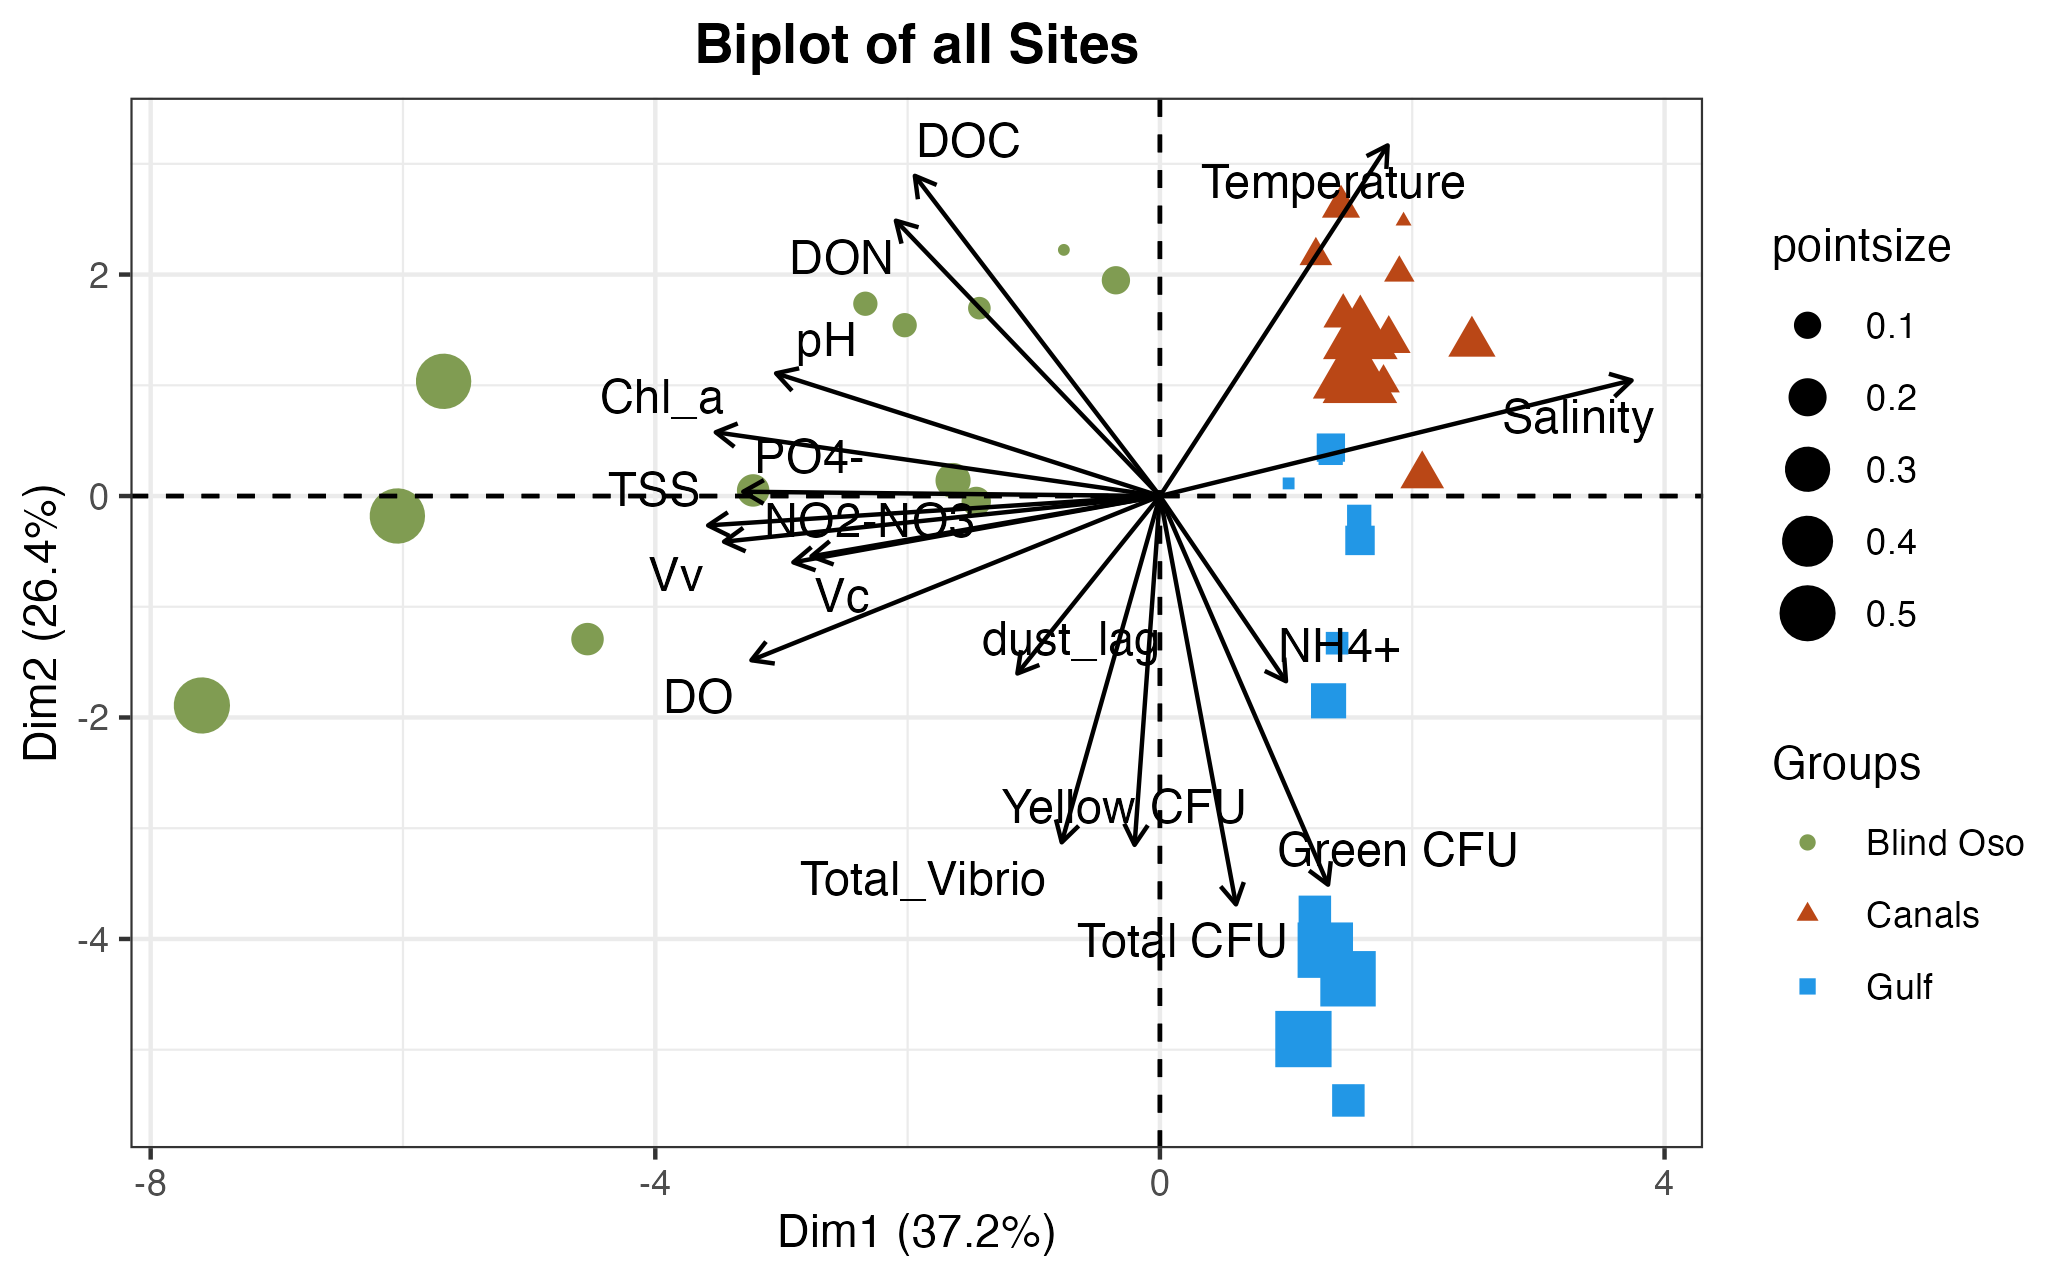 Biplot of all Sites
DOC
Temperature
DON
pH
Chl_a
Salinity
PO4-
TSS
NO2-NO3
Vv
Vc
dust_lag
NH4+
DO
Yellow CFU
Green CFU
Total_Vibrio
Total CFU
2
0
-2
-4
Dim2 (26.4%)
-8
-4
0
4
Dim1 (37.2%)
pointsize
0.1
0.2
0.3
0.4
0.5
Groups
Blind Oso
Canals
Gulf